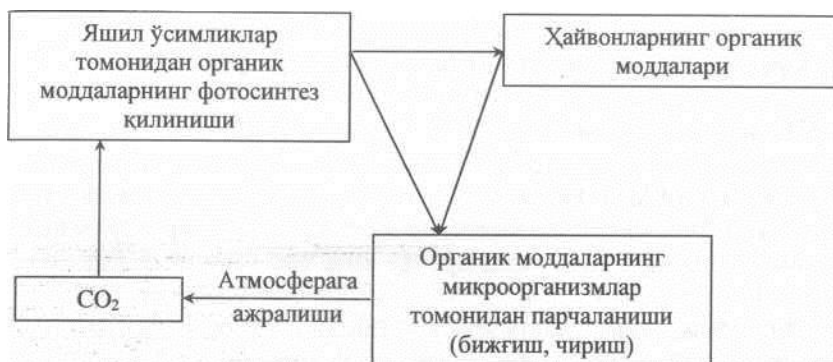 Яшил ўсимликлар
томонидан органик
моддаларнинг фотосинтез
қилиниши
Ҳайвонларнинг органик
моддалари
CO₂
Атмосферага
ажралиши
Органик моддаларнинг
микроорганизмлар
томонидан парчаланиши
(бижғиш, чириш)